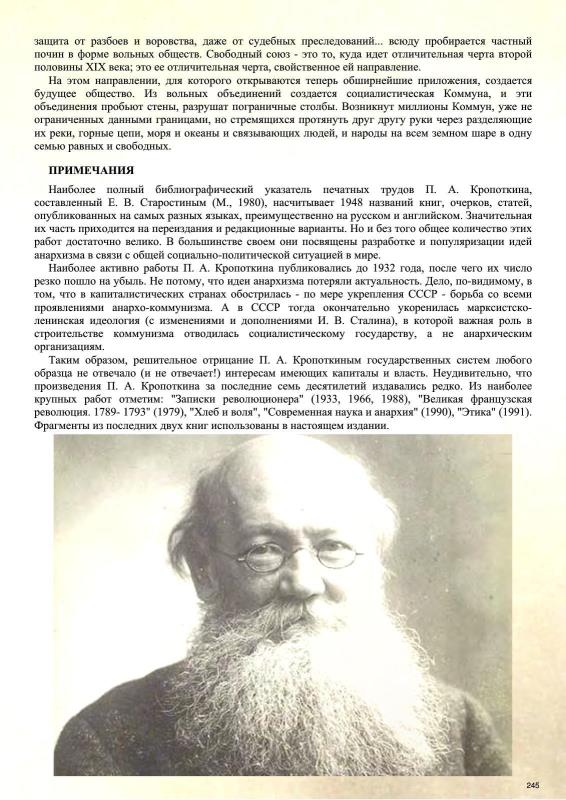 защита от разбоев и воровства, даже от судебных преследований... всюду пробирается частный
почин в форме вольных обществ. Свободный союз - это то, куда идет отличительная черта второй
половины XIX века; это ее отличительная черта, свойственное ей направление.
На этом направлении, для которого открываются теперь обширнейшие приложения, создается
будущее общество. Из вольных объединений создается социалистическая Коммуна, и эти
объединения пробьют стены, разрушат пограничные столбы. Возникнут миллионы Коммун, уже не
ограниченных данными границами, но стремящихся протянуть друг другу руки через разделяющие
их реки, горные цепи, моря и океаны и связывающих людей, и народы на всем земном шаре в одну
семью равных и свободных.
ПРИМЕЧАНИЯ
Наиболее полный библиографический указатель печатных трудов П. А. Кропоткина,
составленный Е. В. Старостиным (М., 1980), насчитывает 1948 названий книг, очерков, статей,
опубликованных на самых разных языках, преимущественно на русском и английском. Значительная
их часть приходится на переиздания и редакционные варианты. Но и без того общее количество этих
работ достаточно велико. В большинстве своем они посвящены разработке и популяризации идей
анархизма в связи с общей социально-политической ситуацией в мире.
Наиболее активно работы П. А. Кропоткина публиковались до 1932 года, после чего их число
резко пошло на убыль. Не потому, что идеи анархизма потеряли актуальность. Дело, по-видимому, в
том, что в капиталистических странах обострилась - по мере укрепления СССР - борьба со всеми
проявлениями анархо-коммунизма. А в СССР тогда окончательно укоренилась марксистско-
ленинская идеология (с изменениями и дополнениями И. В. Сталина), в которой важная роль в
строительстве коммунизма отводилась социалистическому государству, а не анархическим
организациям.
Таким образом, решительное отрицание П. А. Кропоткиным государственных систем любого
образца не отвечало (и не отвечает!) интересам имеющих капиталы и власть. Неудивительно, что
произведения П. А. Кропоткина за последние семь десятилетий издавались редко. Из наиболее
крупных работ отметим: "Записки революционера" (1933, 1966, 1988), "Великая французская
революция. 1789- 1793" (1979), "Хлеб и воля", "Современная наука и анархия" (1990), "Этика" (1991).
Фрагменты из последних двух книг использованы в настоящем издании.
245